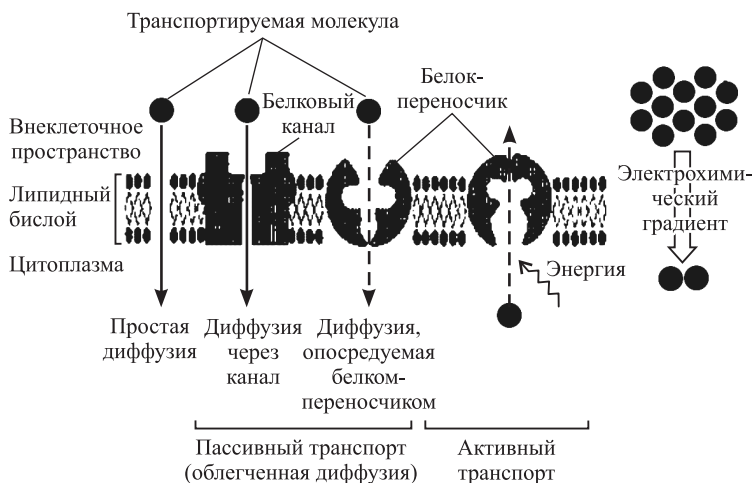 Транспортируемая молекула
Белковый
канал
Белок-
переносчик
Внеклеточное
пространство
Липидный
бислой
Цитоплазма
Электрохими-
ческий
градиент
Энергия
Простая
диффузия
Диффузия
через
канал
Диффузия,
опосредуемая
белком-
переносчиком
Пассивный транспорт
(облегченная диффузия)
Активный
транспорт